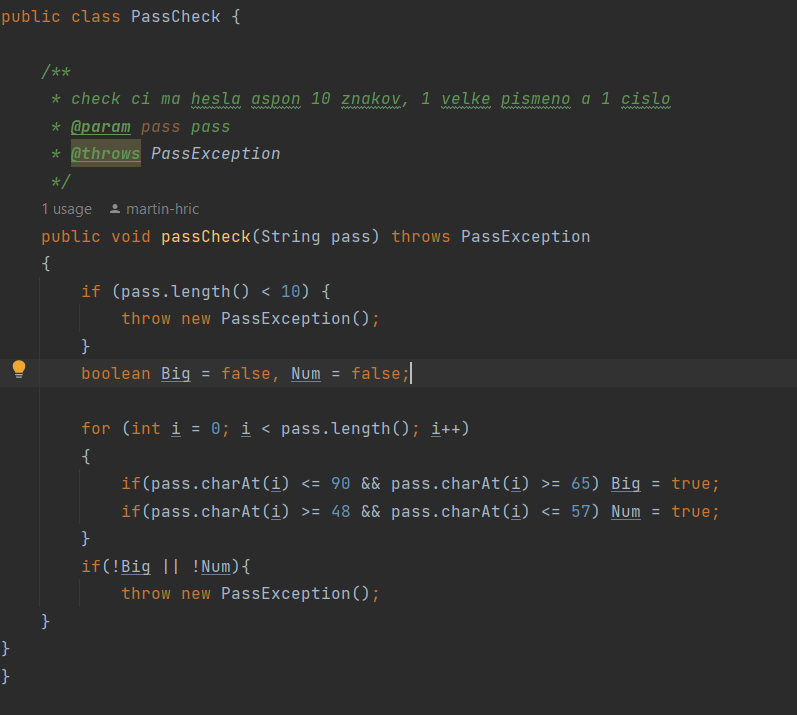 public class PassCheck {
/**
* check ci ma hesla aspon 10 znakov, 1 velke pismeno a 1 cislo
* @param pass pass
* @throws PassException
*/
1 usage martin-hric
public void passCheck(String pass) throws PassException
{
if (pass.length() < 10) {
throw new PassException();
}
boolean Big = false, Num = false;
for (int i = 0; i < pass.length(); i++)
{
if(pass.charAt(i) <= 90 && pass.charAt(i) >= 65) Big = true;
if(pass.charAt(i) >= 48 && pass.charAt(i) <= 57) Num = true;
}
if(!Big || !Num){
throw new PassException();
}
}
}